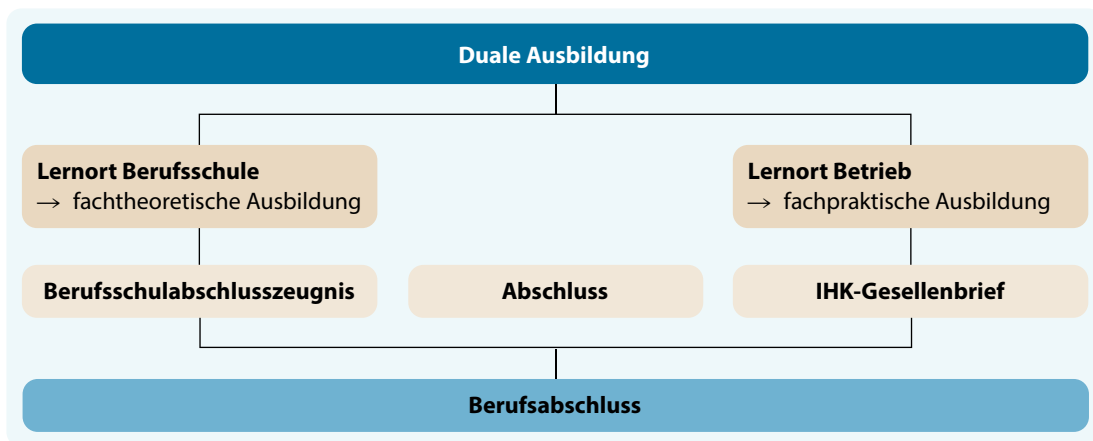 Duale Ausbildung
Lernort Berufsschule
→ fachtheoretische Ausbildung
Lernort Betrieb
→ fachpraktische Ausbildung
Berufsschulabschlusszeugnis
Abschluss
IHK-Gesellenbrief
Berufsabschluss